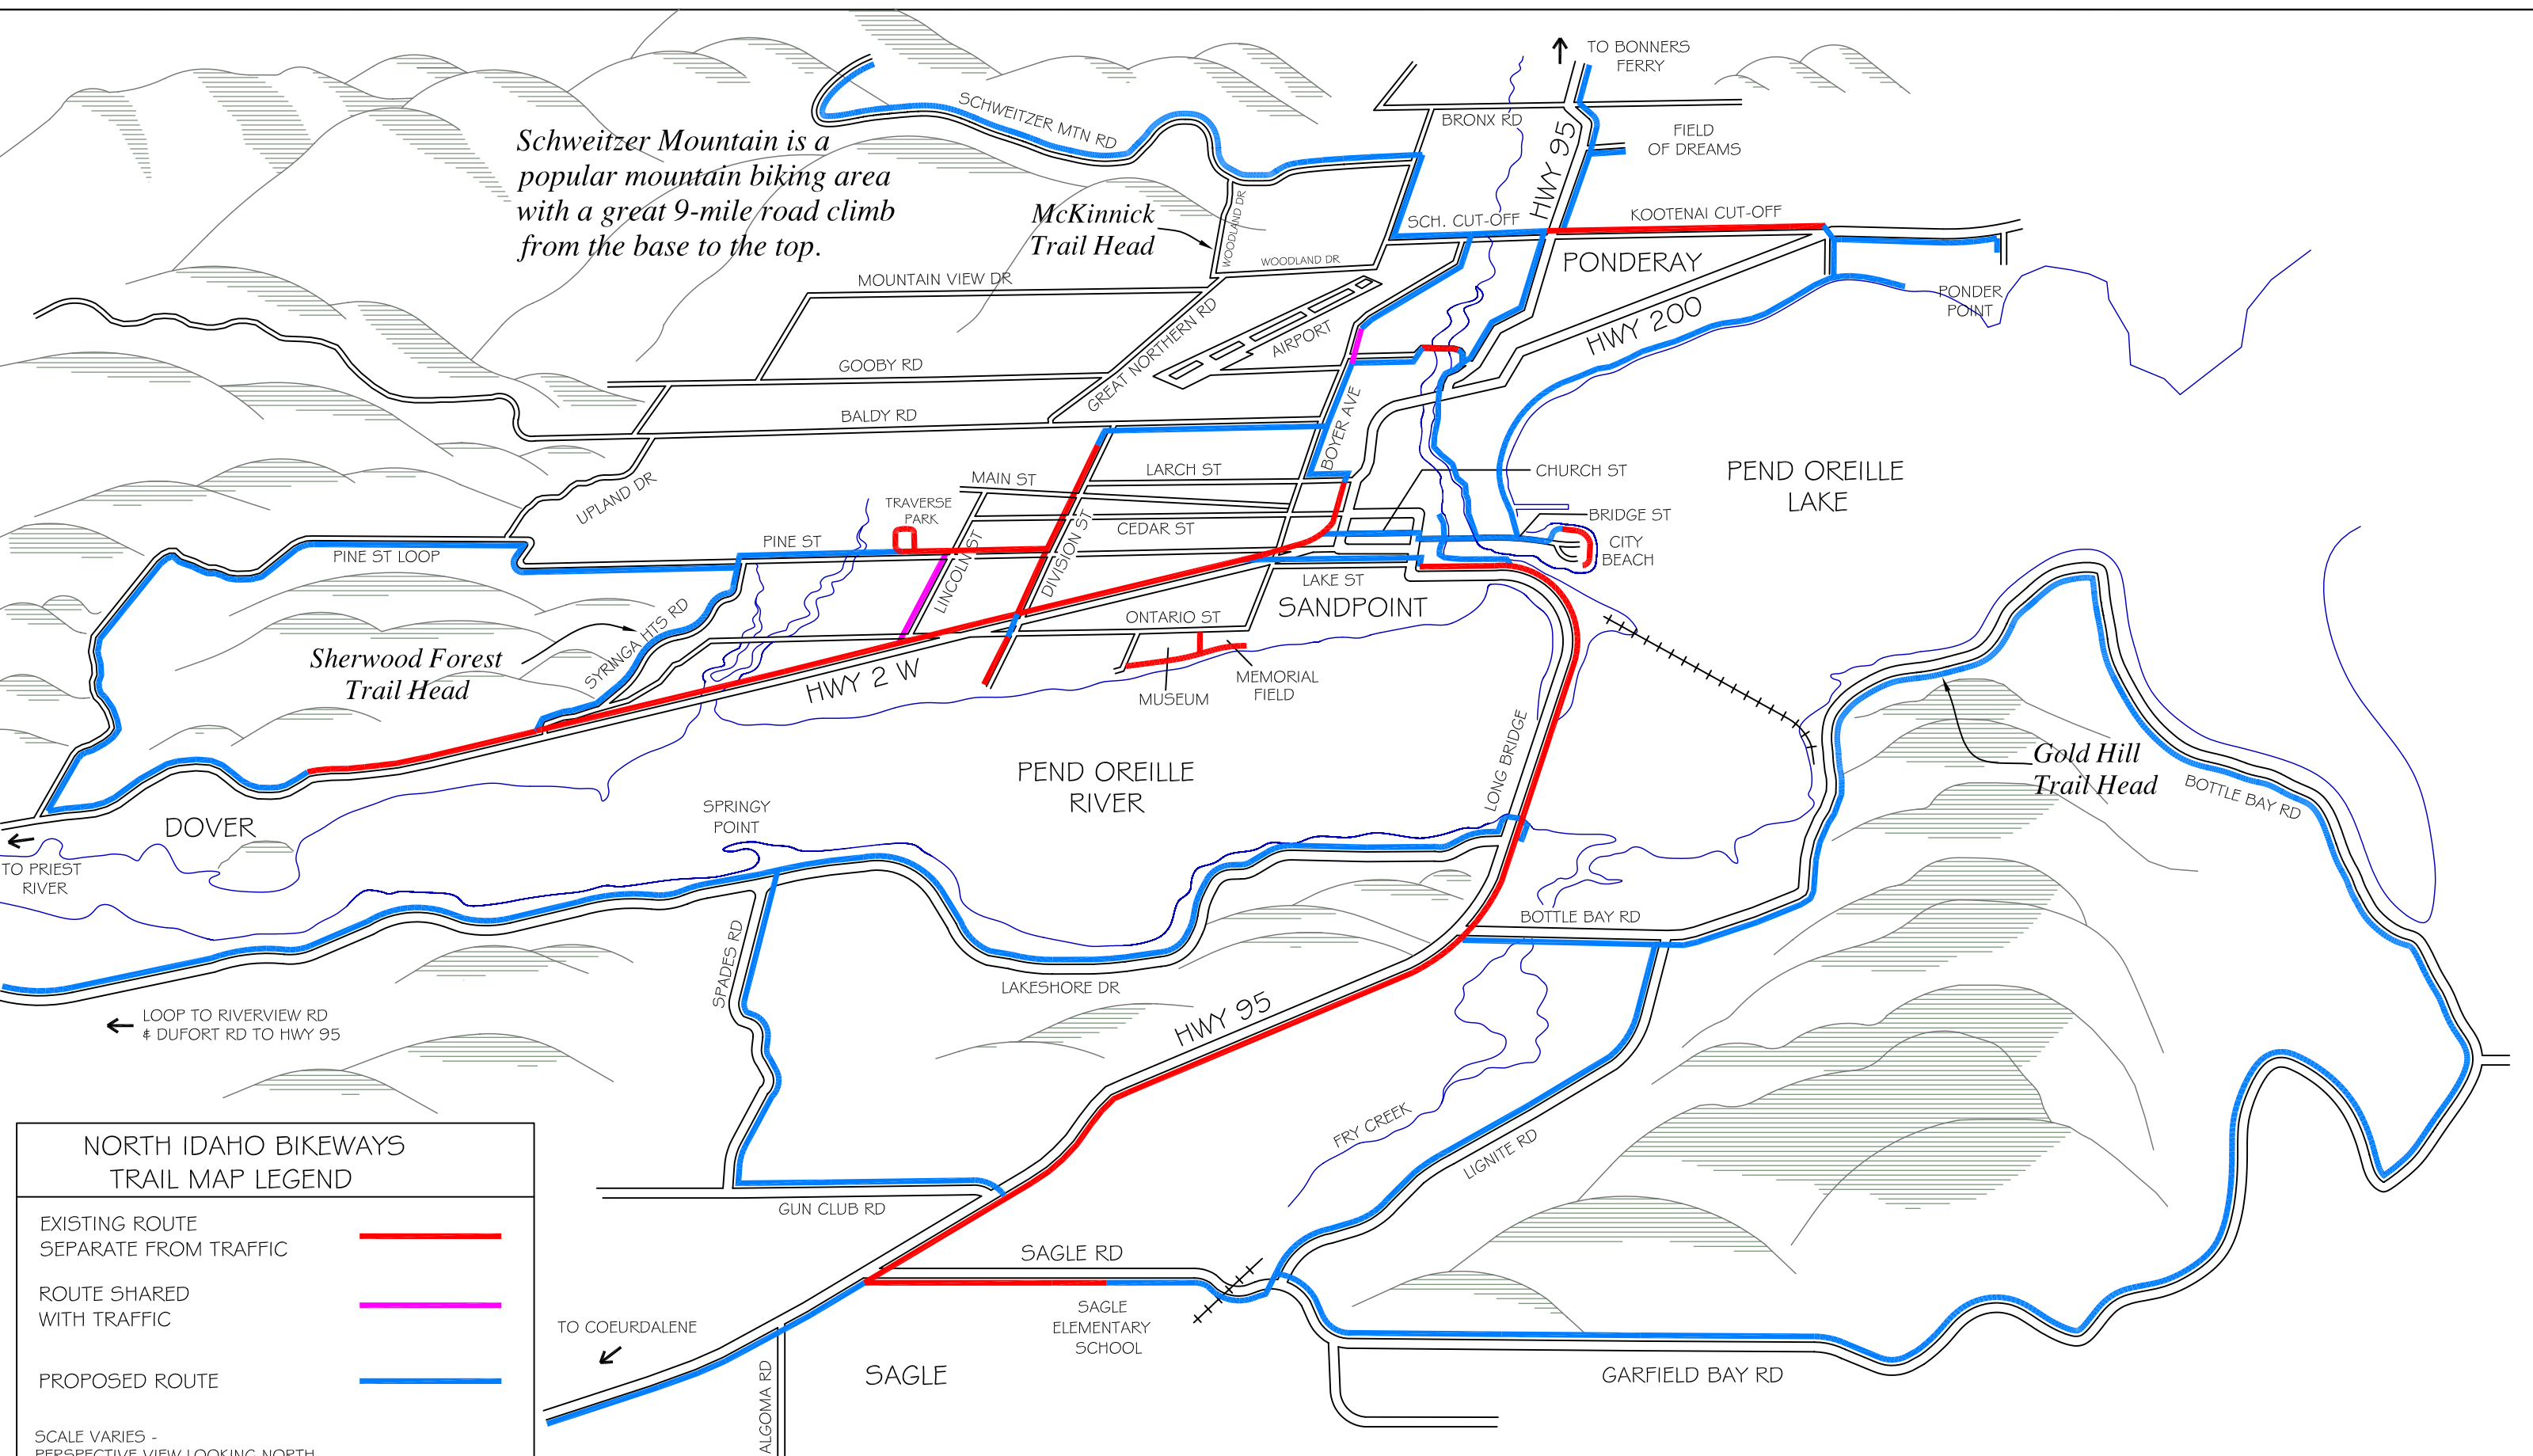 TO BONNERS
FERRY
SCHWEITZER MTN RD
BRONX RD
HWY 95
FIELD
OF DREAMS
Schweitzer Mountain is a
popular mountain biking area
with a great 9-mile road climb
from the base to the top.
McKinnick
Trail Head
WOODLAND DR
WOODLAND DR
SCH. CUT-OFF
KOOTENAI CUT-OFF
PONDERAY
MOUNTAIN VIEW DR
PONDER
POINT
HWY 200
GREAT NORTHERN RD
AIRPORT
GOOBY RD
BALDY RD
BOYER AVE
LARCH ST
MAIN ST
CHURCH ST
PEND OREILLE
LAKE
UPLAND DR
TRAVERSE
PARK
CEDAR ST
BRIDGE ST
CITY
BEACH
PINE ST LOOP
PINE ST
LINCOLN ST
DIVISION ST
LAKE ST
SANDPOINT
ONTARIO ST
SYRINGA HTS RD
Sherwood Forest
Trail Head
HWY 2 W
MUSEUM
MEMORIAL
FIELD
LONG BRIDGE
Gold Hill
Trail Head
BOTTLE BAY RD
PEND OREILLE
RIVER
SPRINGY
POINT
DOVER
TO PRIEST
RIVER
SPADES RD
BOTTLE BAY RD
LAKESHORE DR
HWY 95
LOOP TO RIVERVIEW RD
& DUFORT RD TO HWY 95
FRY CREEK
LIGNITE RD
GUN CLUB RD
SAGLE RD
SAGLE
ELEMENTARY
SCHOOL
TO COEURDALENE
ALGOMA RD
SAGLE
GARFIELD BAY RD
NORTH IDAHO BIKEWAYS
TRAIL MAP LEGEND
EXISTING ROUTE
SEPARATE FROM TRAFFIC
ROUTE SHARED
WITH TRAFFIC
PROPOSED ROUTE
SCALE VARIES -
PERSPECTIVE VIEW LOOKING NORTH